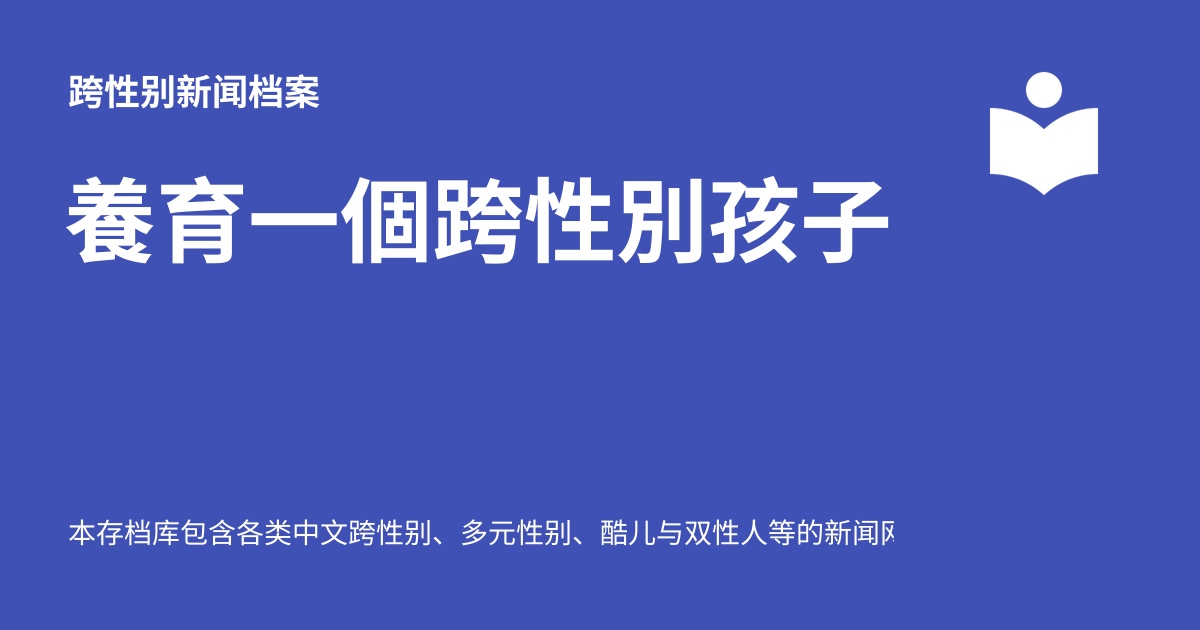 跨性别新闻档案
養育一個跨性別孩子
本存档库包含各类中文跨性别、多元性别、酷儿与双性人等的新闻